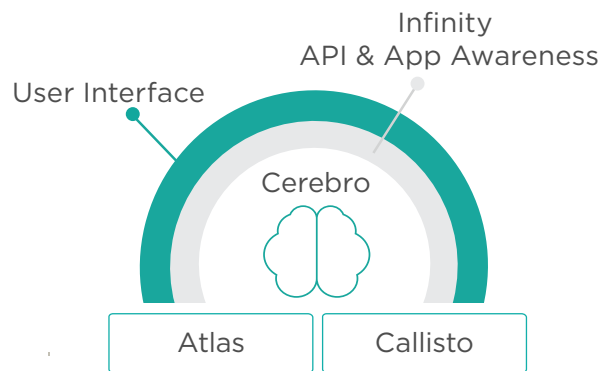 Infinity
API & App Awareness
User Interface
Cerebro
Atlas
Callisto